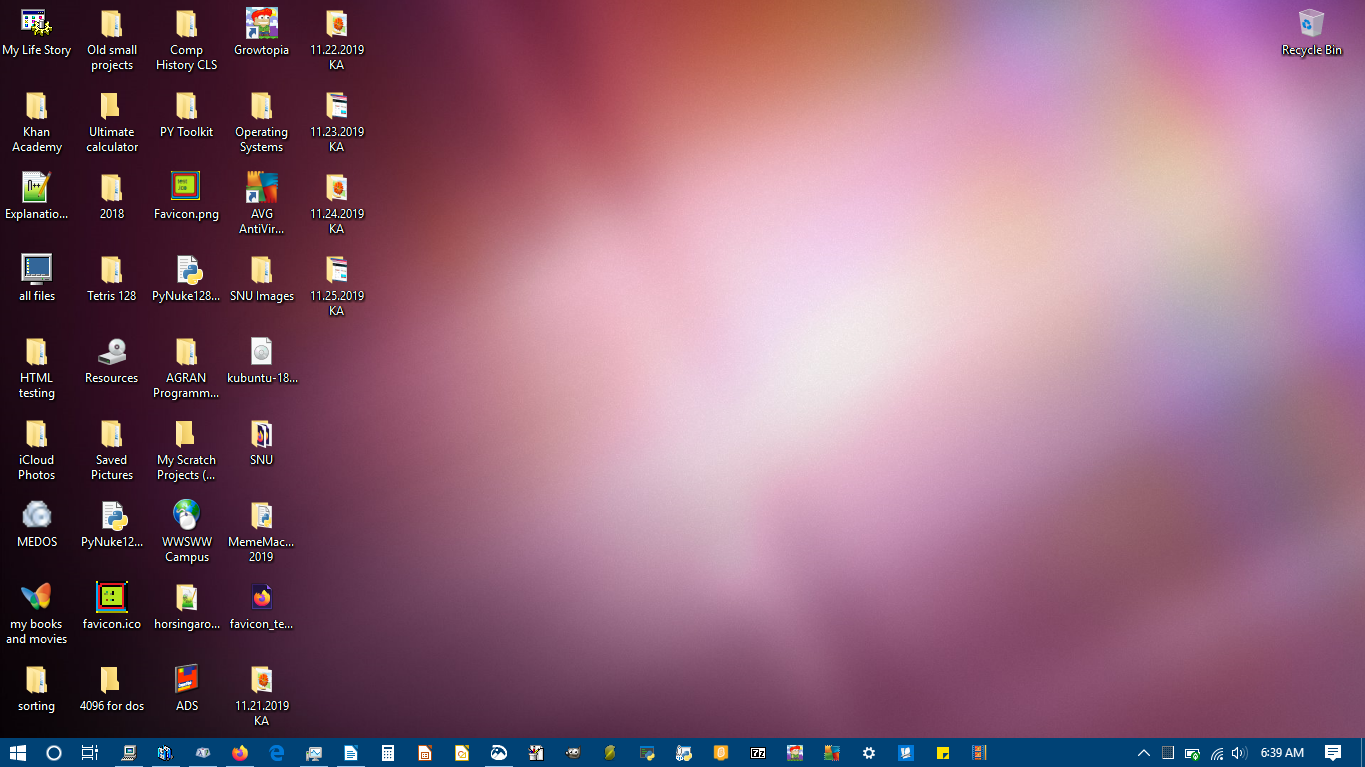 My Life Story
Old small
projects
Comp
History CLS
Growtopia
11.22.2019
KA
Recycle Bin
Khan
Academy
Ultimate
calculator
PY Toolkit
Operating
Systems
11.23.2019
KA
Explanatio...
2018
Favicon.png
AVG
AntiVir...
11.24.2019
KA
all files
Tetris 128
PyNuke128...
SNU Images
11.25.2019
KA
HTML
testing
Resources
AGRAN
Programm...
kubuntu-18...
iCloud
Photos
Saved
Pictures
My Scratch
Projects (...
SNU
MEDOS
PyNuke12...
WWSWW
Campus
MemeMac...
2019
my books
and movies
favicon.ico
horsingaro...
favicon_te...
sorting
4096 for dos
ADS
11.21.2019
KA
6:39 AM